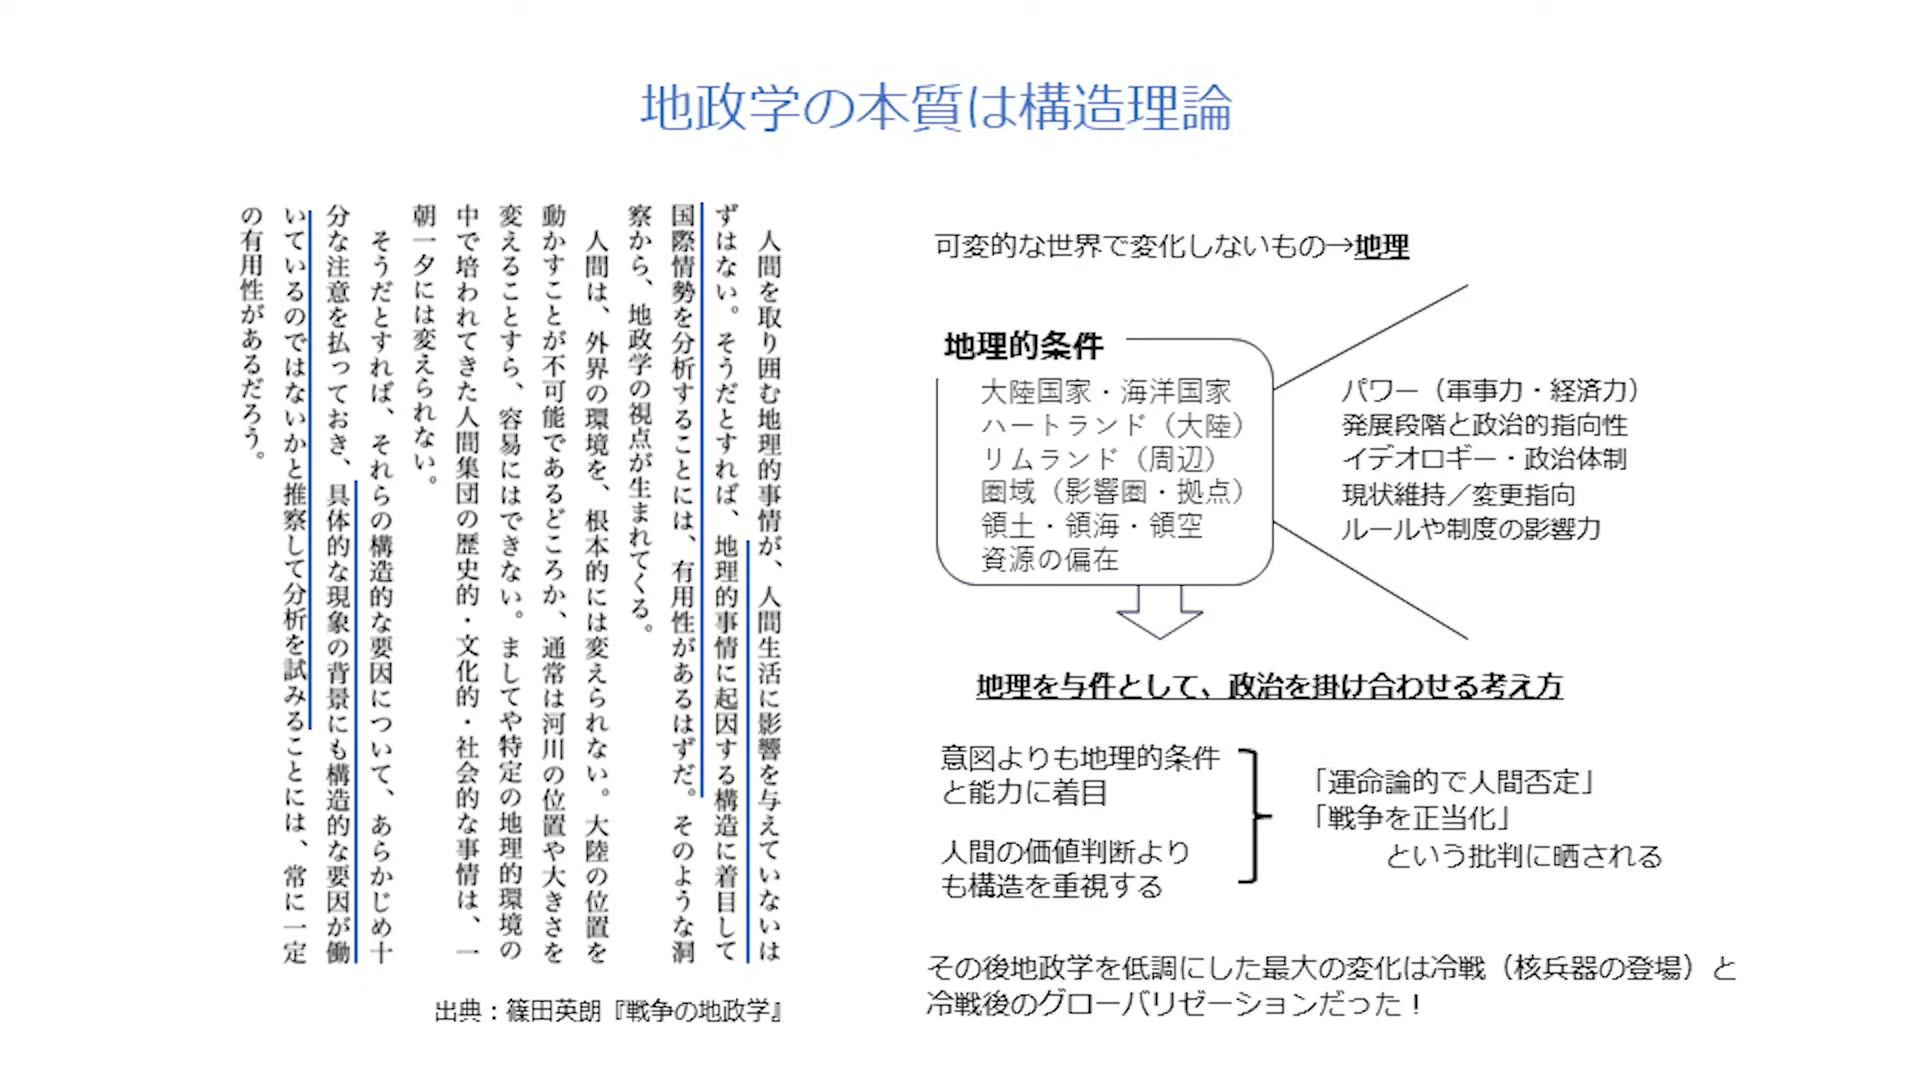 地政学の本質は構造理論
人間を取り囲む地理的事情が、人間生活に影響を与えていないは
ずはない。そうだとすれば、地理的事情に起因する構造に着目して
国際情勢を分析することには、有用性があるはずだ。そのような洞
察から、地政学の視点が生まれてくる。
人間は、外界の環境を、根本的には変えられない。大陸の位置を
動かすことが不可能であるどころか、通常は河川の位置や大きさを
変えることすら、容易にはできない。ましてや特定の地理的環境の
中で培われてきた人間集団の歴史的・文化的・社会的な事情は、一
朝一夕には変えられない。
そうだとすれば、それらの構造的な要因について、あらかじめ十
分な注意を払っておき、具体的な現象の背景にも構造的な要因が働
いているのではないかと推察して分析を試みることには、常に一定
の有用性があるだろう。
出典：篠田英朗『戦争の地政学』
可変的な世界で変化しないもの→地理
地理的条件
大陸国家・海洋国家
ハートランド（大陸）
リムランド（周辺）
圏域（影響圏・拠点）
領土・領海・領空
資源の偏在
パワー（軍事力・経済力）
発展段階と政治的指向性
イデオロギー・政治体制
現状維持／変更指向
ルールや制度の影響力
地理を与件として、政治を掛け合わせる考え方
意図よりも地理的条件
と能力に着目
人間の価値判断より
も構造を重視する
「運命論的で人間否定」
「戦争を正当化」
という批判に晒される
その後地政学を低調にした最大の変化は冷戦（核兵器の登場）と
冷戦後のグローバリゼーションだった！